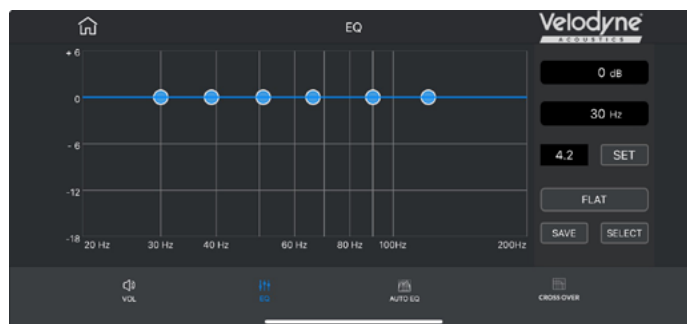 EQ
Velodyne
ACOUSTICS
+ 6
0
- 6
-12
-18
20 Hz 30 Hz 40 Hz 60 Hz 80 Hz 100Hz 200Hz
0 dB
30 Hz
4.2 SET
FLAT
SAVE SELECT
VOL EQ AUTO EQ CROSS OVER